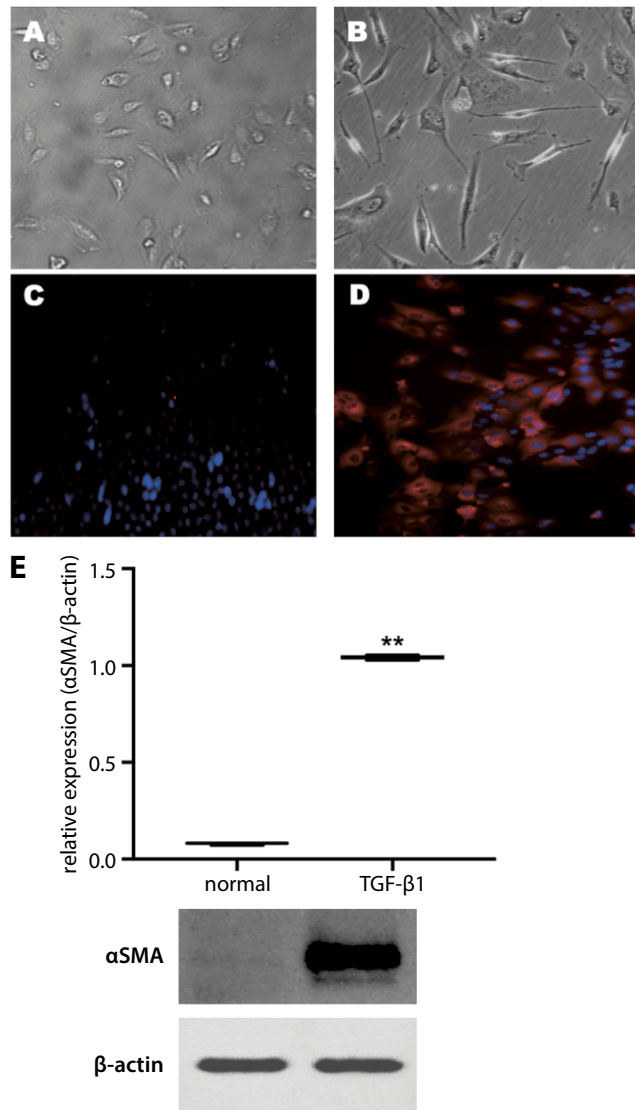 A
B
C
D
E
relative expression (αSMA/β-actin)
1.5
1.0
0.5
0.0
**
normal
TGF-β1
αSMA
β-actin